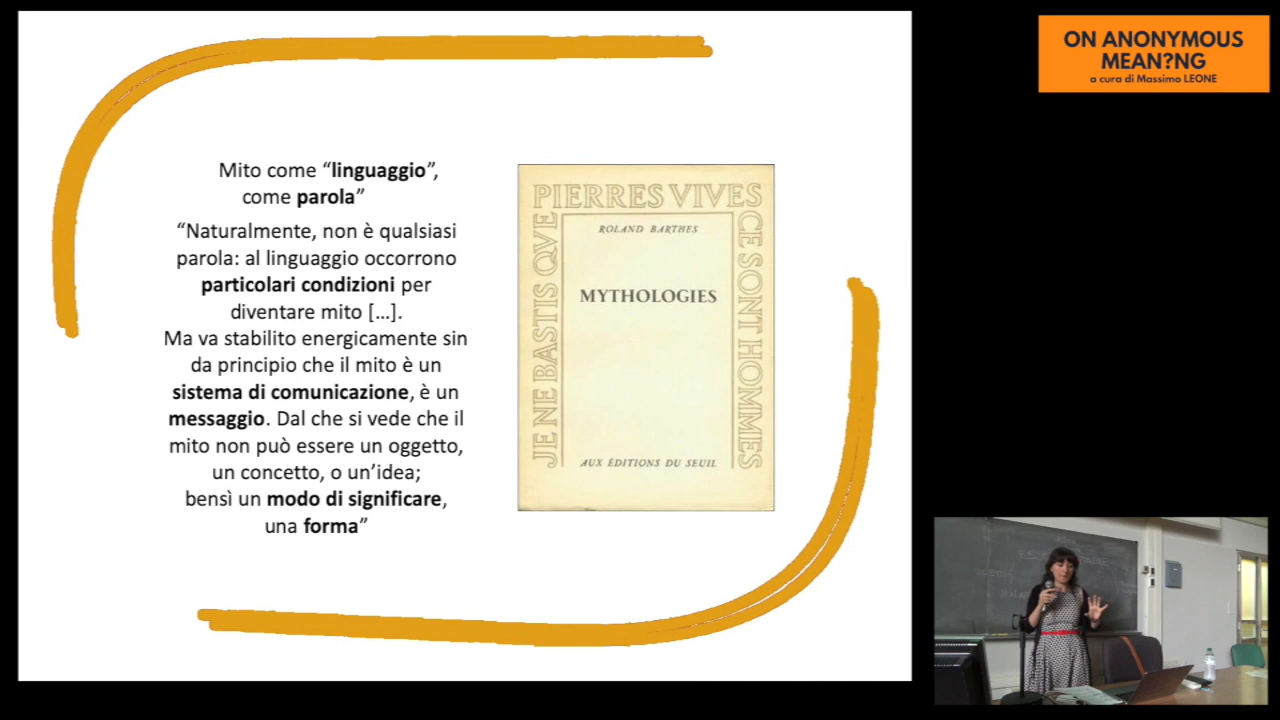 ON ANONYMOUS
MEAN?NG
a cura di Massimo LEONE
Mito come “linguaggio”,
come parola”
“Naturalmente, non è qualsiasi
parola: al linguaggio occorrono
particolari condizioni per
diventare mito […].
Ma va stabilito energicamente sin
da principio che il mito è un
sistema di comunicazione, è un
messaggio. Dal che si vede che il
mito non può essere un oggetto,
un concetto, o un’idea;
bensì un modo di significare,
una forma”
PIERRES VIVES
JE NE BASTIS QVE
CE SONT HOMMES
ROLAND BARTHES
MYTHOLOGIES
AUX ÉDITIONS DU SEUIL